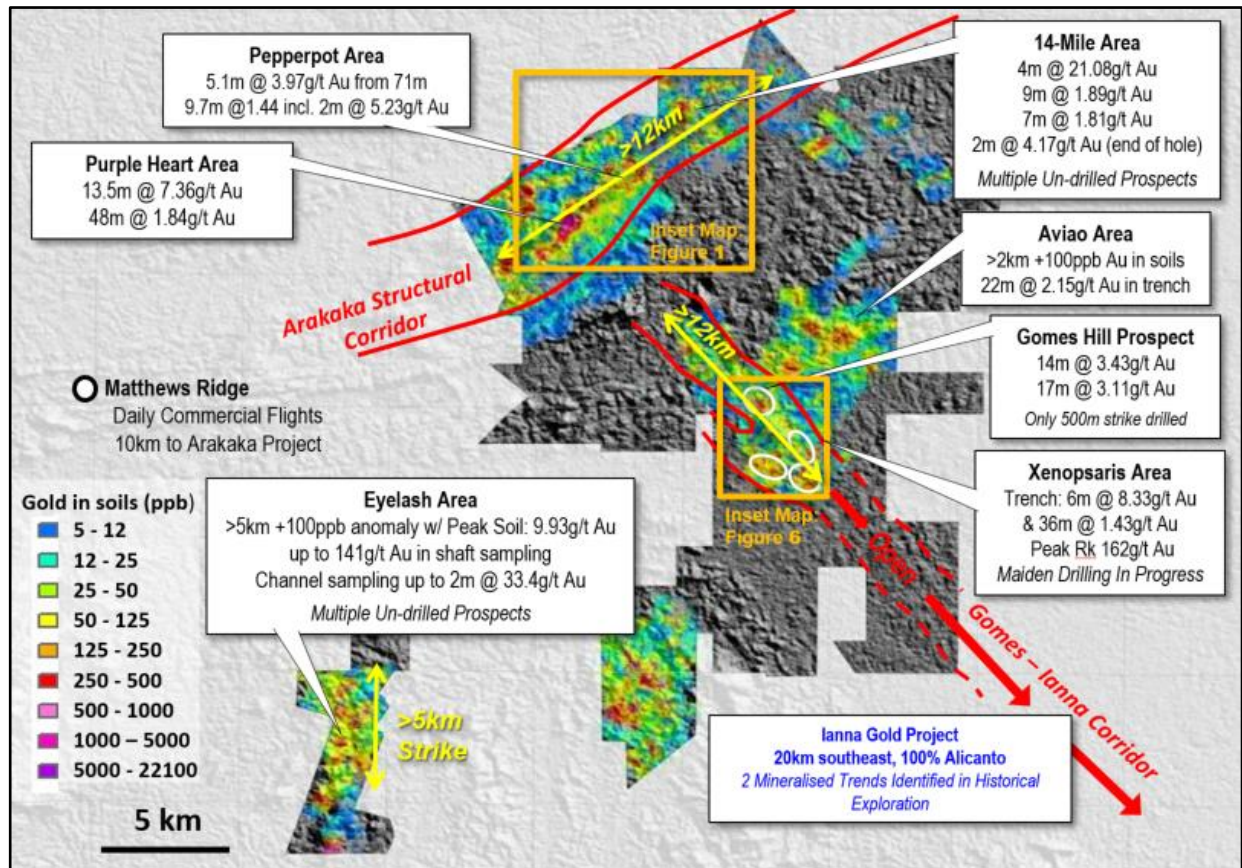 Pepperpot Area
5.1m @ 3.97g/t Au from 71m
9.7m @1.44 incl. 2m @ 5.23g/t Au
Purple Heart Area
13.5m @ 7.36g/t Au
48m @ 1.84g/t Au
14-Mile Area
4m @ 21.08g/t Au
9m @ 1.89g/t Au
7m @ 1.81g/t Au
2m @ 4.17g/t Au (end of hole)
Multiple Un-drilled Prospects
>12km
Inset Map
Figure 1
Arakaka Structural
Corridor
Aviao Area
>2km +100ppb Au in soils
22m @ 2.15g/t Au in trench
>12km
Gomes Hill Prospect
14m @ 3.43g/t Au
17m @ 3.11g/t Au
Only 500m strike drilled
Matthews Ridge
Daily Commercial Flights
10km to Arakaka Project
Xenopsaris Area
Trench: 6m @ 8.33g/t Au
& 36m @ 1.43g/t Au
Peak Rk 162g/t Au
Maiden Drilling In Progress
Inset Map
Figure 6
Open
Gomes – Ianna Corridor
Eyelash Area
>5km +100ppb anomaly w/ Peak Soil: 9.93g/t Au
up to 141g/t Au in shaft sampling
Channel sampling up to 2m @ 33.4g/t Au
Multiple Un-drilled Prospects
Gold in soils (ppb)
5 - 12
12 - 25
25 - 50
50 - 125
125 - 250
250 - 500
500 - 1000
1000 – 5000
5000 - 22100
>5km
Strike
5 km
Ianna Gold Project
20km southeast, 100% Alicanto
2 Mineralised Trends Identified in Historical
Exploration